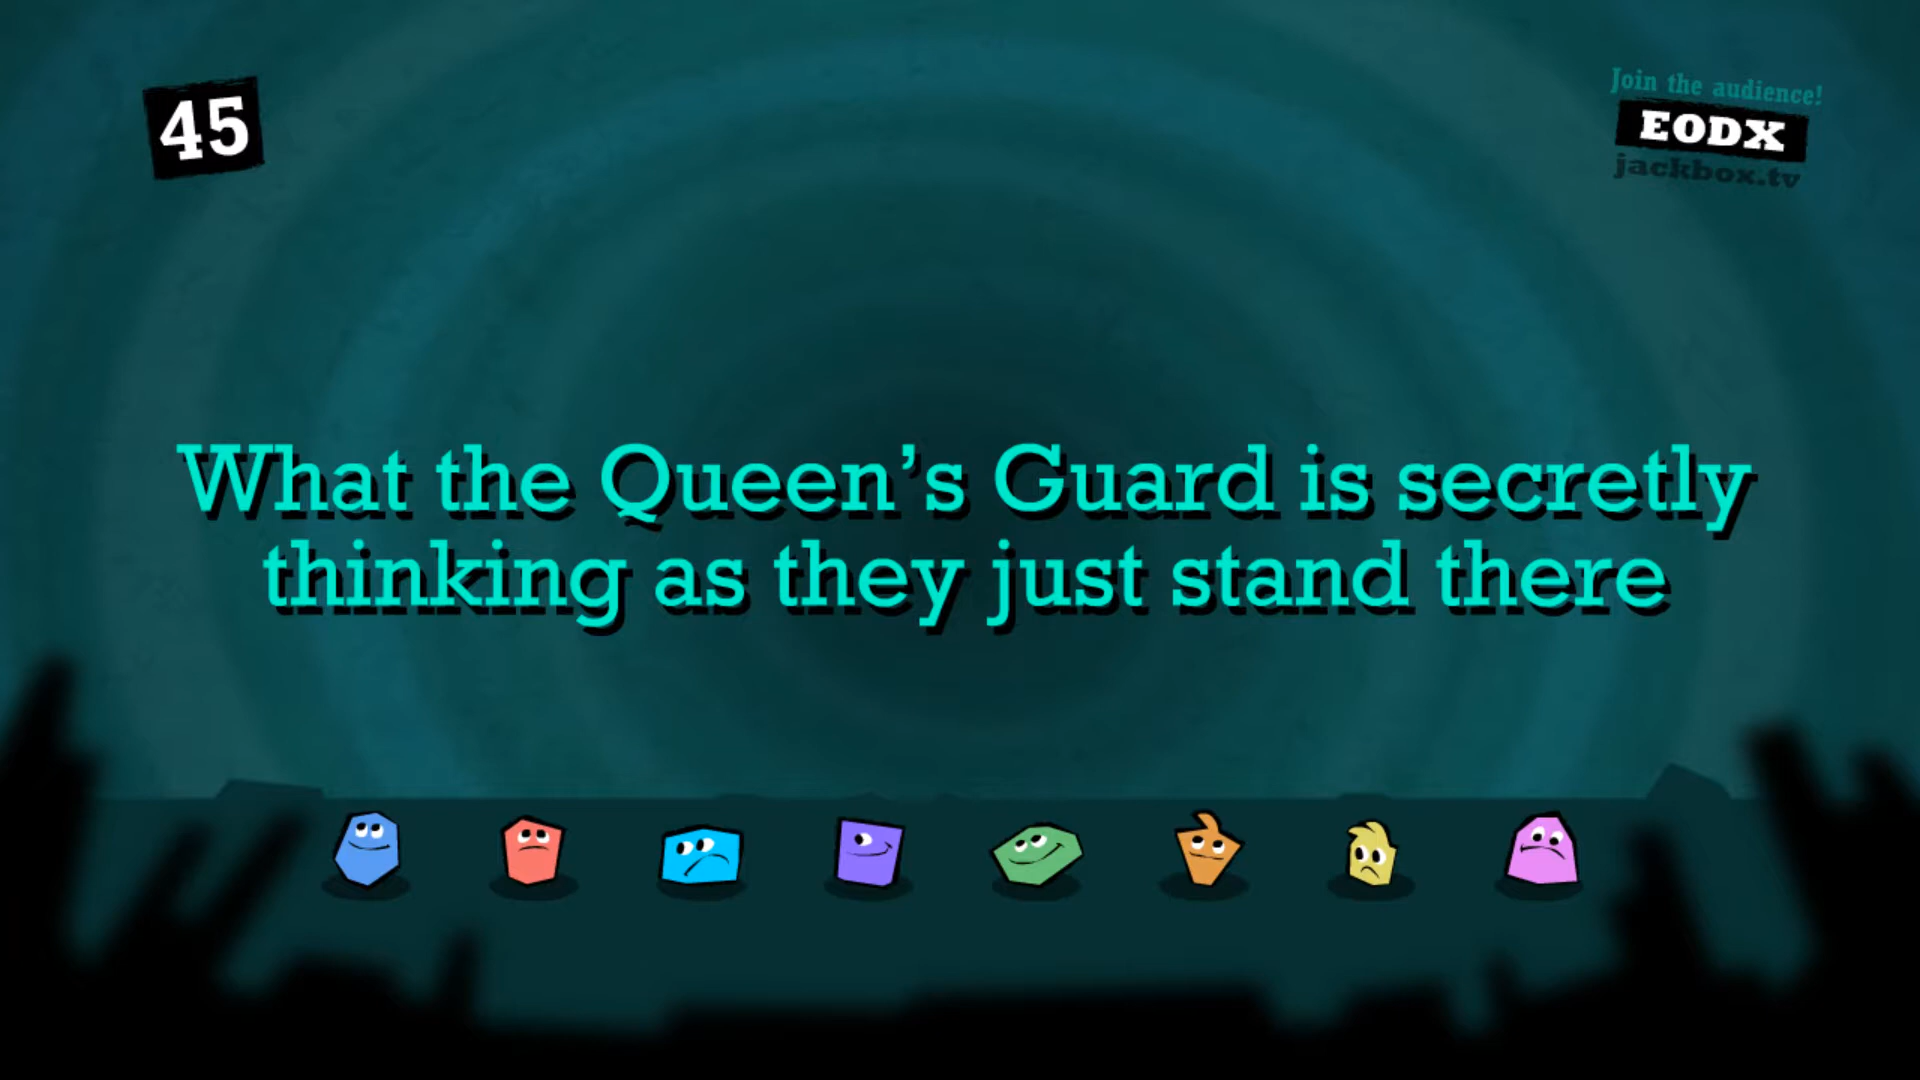 45
Join the audience!
EODX
jackbox.tv
What the Queen’s Guard is secretly
thinking as they just stand there